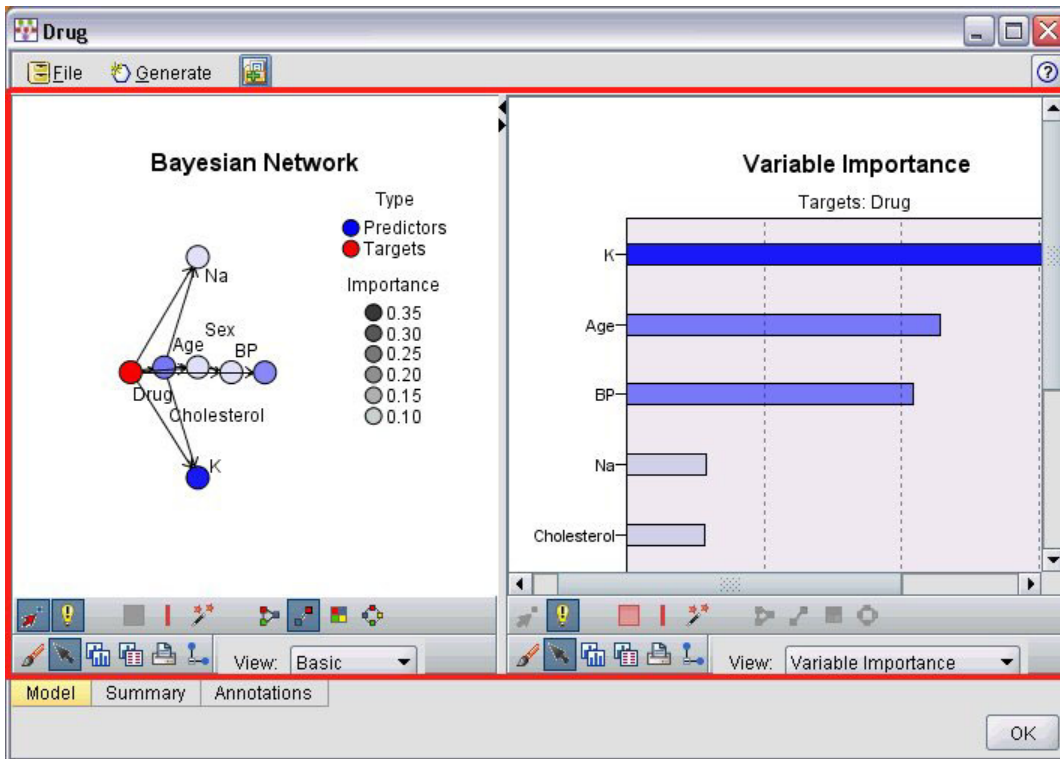 Drug
File Generate
Bayesian Network
Type
Predictors
Targets
Importance
0.35
0.30
0.25
0.20
0.15
0.10
Na
Sex
Age
BP
Drug
Cholesterol
K
View: Basic
Variable Importance
Targets: Drug
K
Age
BP
Na
Cholesterol
View: Variable Importance
Model Summary Annotations
OK